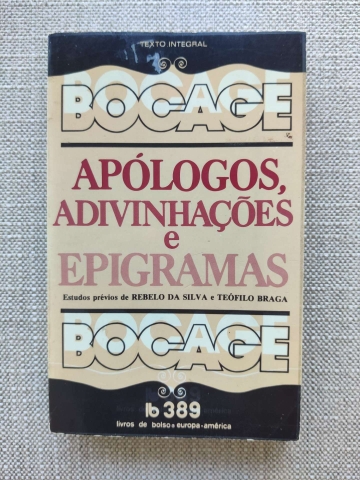 TEXTO INTEGRAL
BOCAGE
APÓLOGOS,
ADIVINHAÇÕES
e
EPIGRAMAS
Estudos prévios de REBELO DA SILVA e TEÓFILO BRAGA
BOCAGE
lb 389
livros de bolso europa-américa